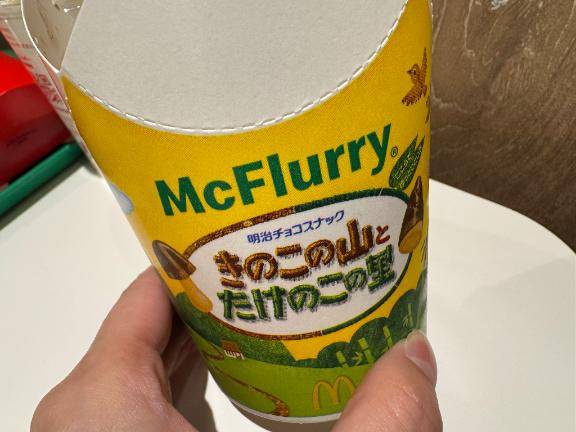 McFlurry®
明治チョコスナック
きのこの山と
たけのこの里